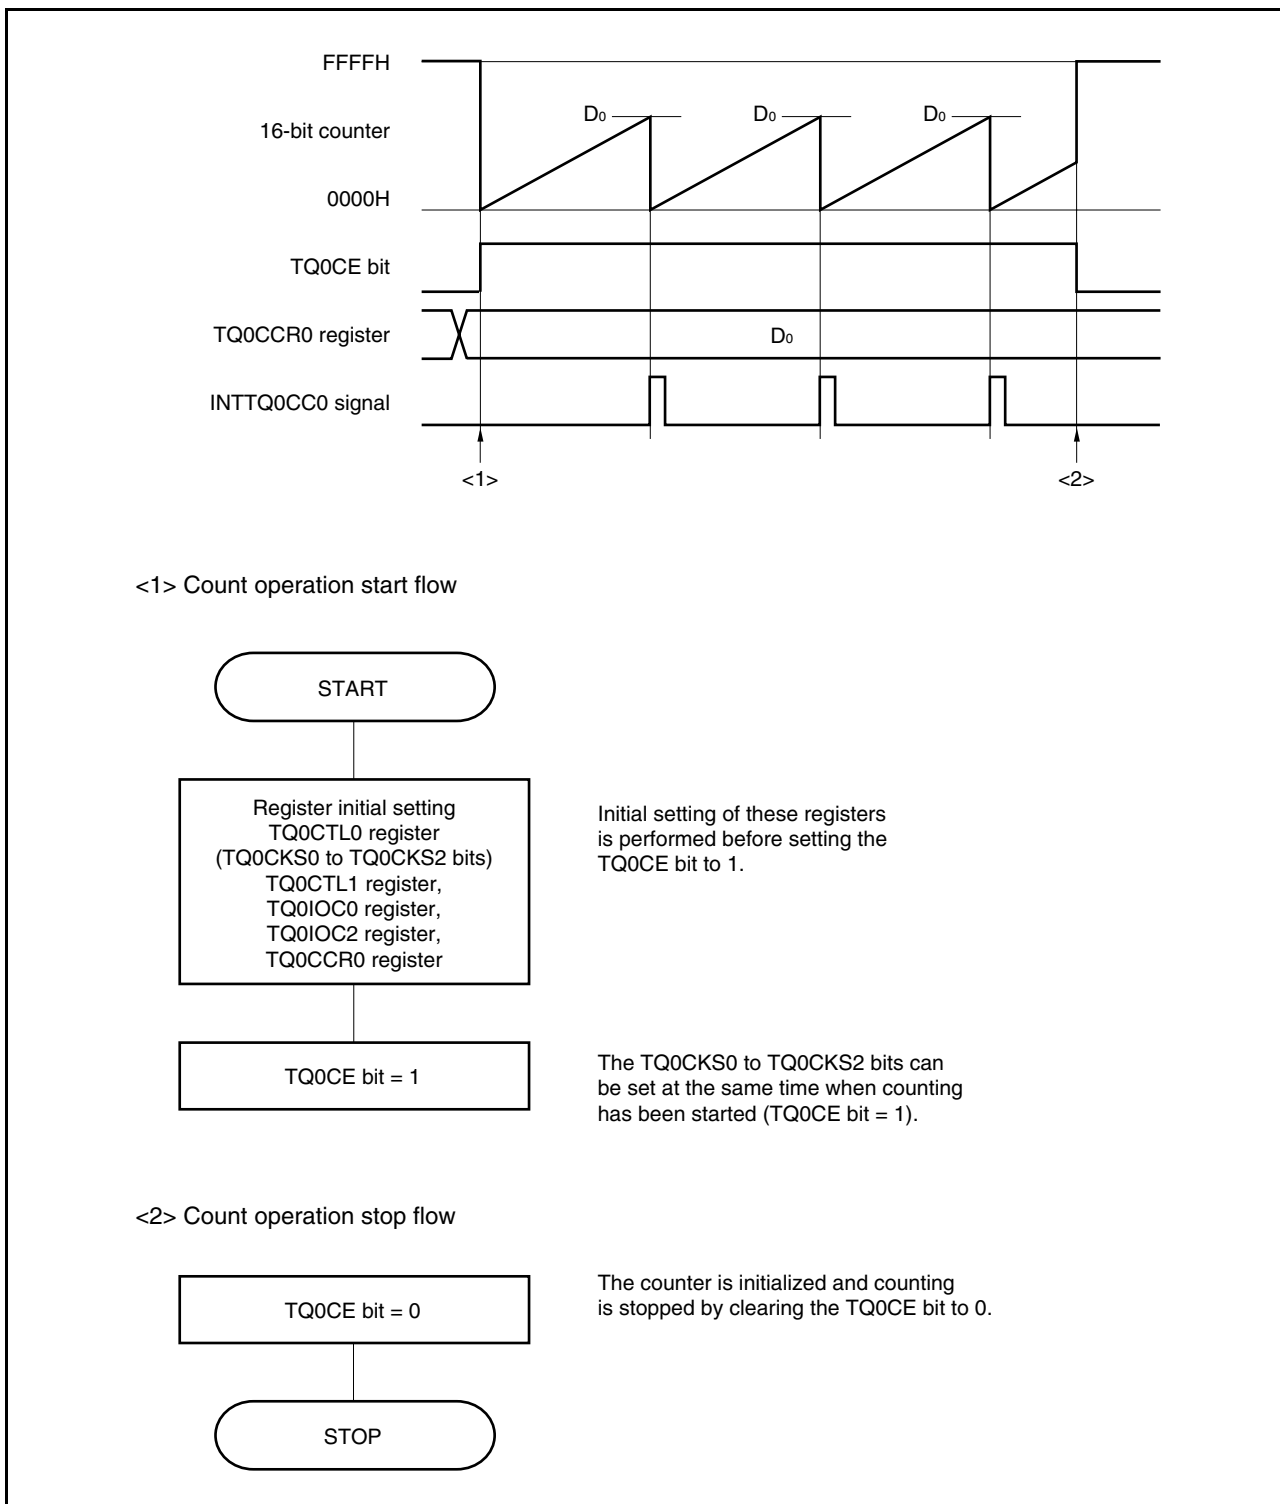 FFFFH
D0 D0 D0
16-bit counter
0000H
TQ0CE bit
TQ0CCR0 register D0
INTTQ0CC0 signal
<1> <2>
<1> Count operation start flow
START
Register initial setting
TQ0CTL0 register
(TQ0CKS0 to TQ0CKS2 bits)
TQ0CTL1 register,
TQ0IOC0 register,
TQ0IOC2 register,
TQ0CCR0 register
Initial setting of these registers
is performed before setting the
TQ0CE bit to 1.
TQ0CE bit = 1
The TQ0CKS0 to TQ0CKS2 bits can
be set at the same time when counting
has been started (TQ0CE bit = 1).
<2> Count operation stop flow
TQ0CE bit = 0
The counter is initialized and counting
is stopped by clearing the TQ0CE bit to 0.
STOP